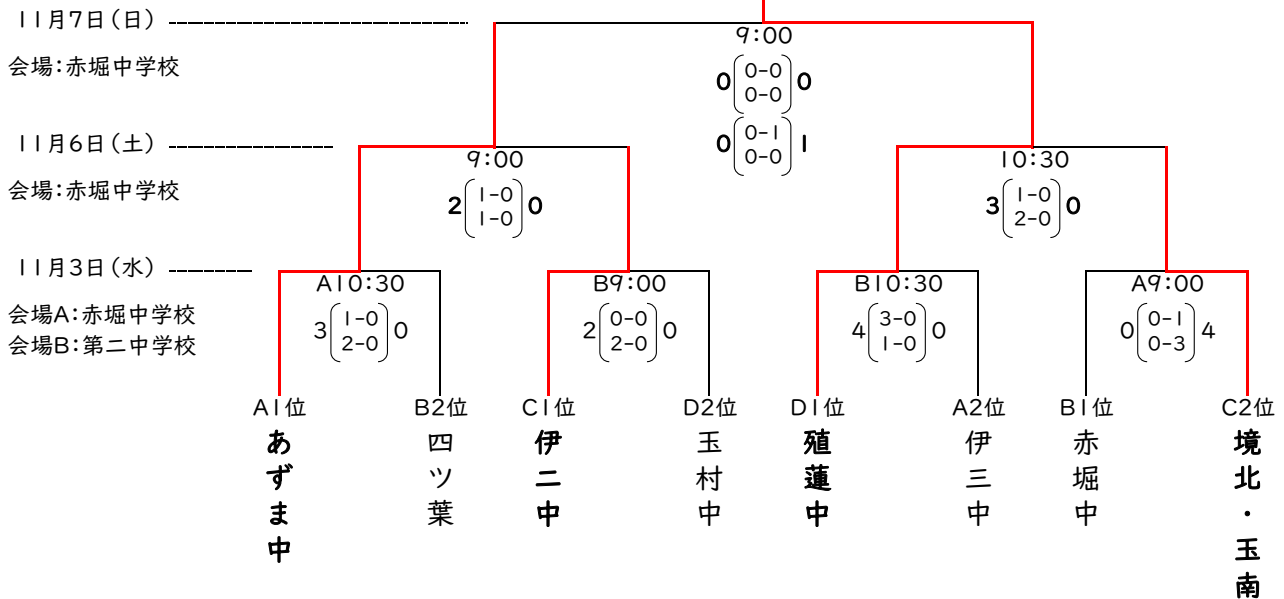 11月7日(日)
9:00
会場:赤堀中学校
0 0-0 0
0-0
0 0-1 1
0-0
11月6日(土)
9:00
10:30
会場:赤堀中学校
2 1-0 0
1-0
3 1-0 0
2-0
11月3日(水)
A10:30
B9:00
B10:30
A9:00
会場A:赤堀中学校
会場B:第二中学校
3 1-0 0
2-0
2 0-0 0
2-0
4 3-0 0
1-0
0 0-1 4
0-3
A1位
B2位
C1位
D2位
D1位
A2位
B1位
C2位
あずま中
四ツ葉
伊二中
玉村中
殖蓮中
伊三中
赤堀中
境北・玉南